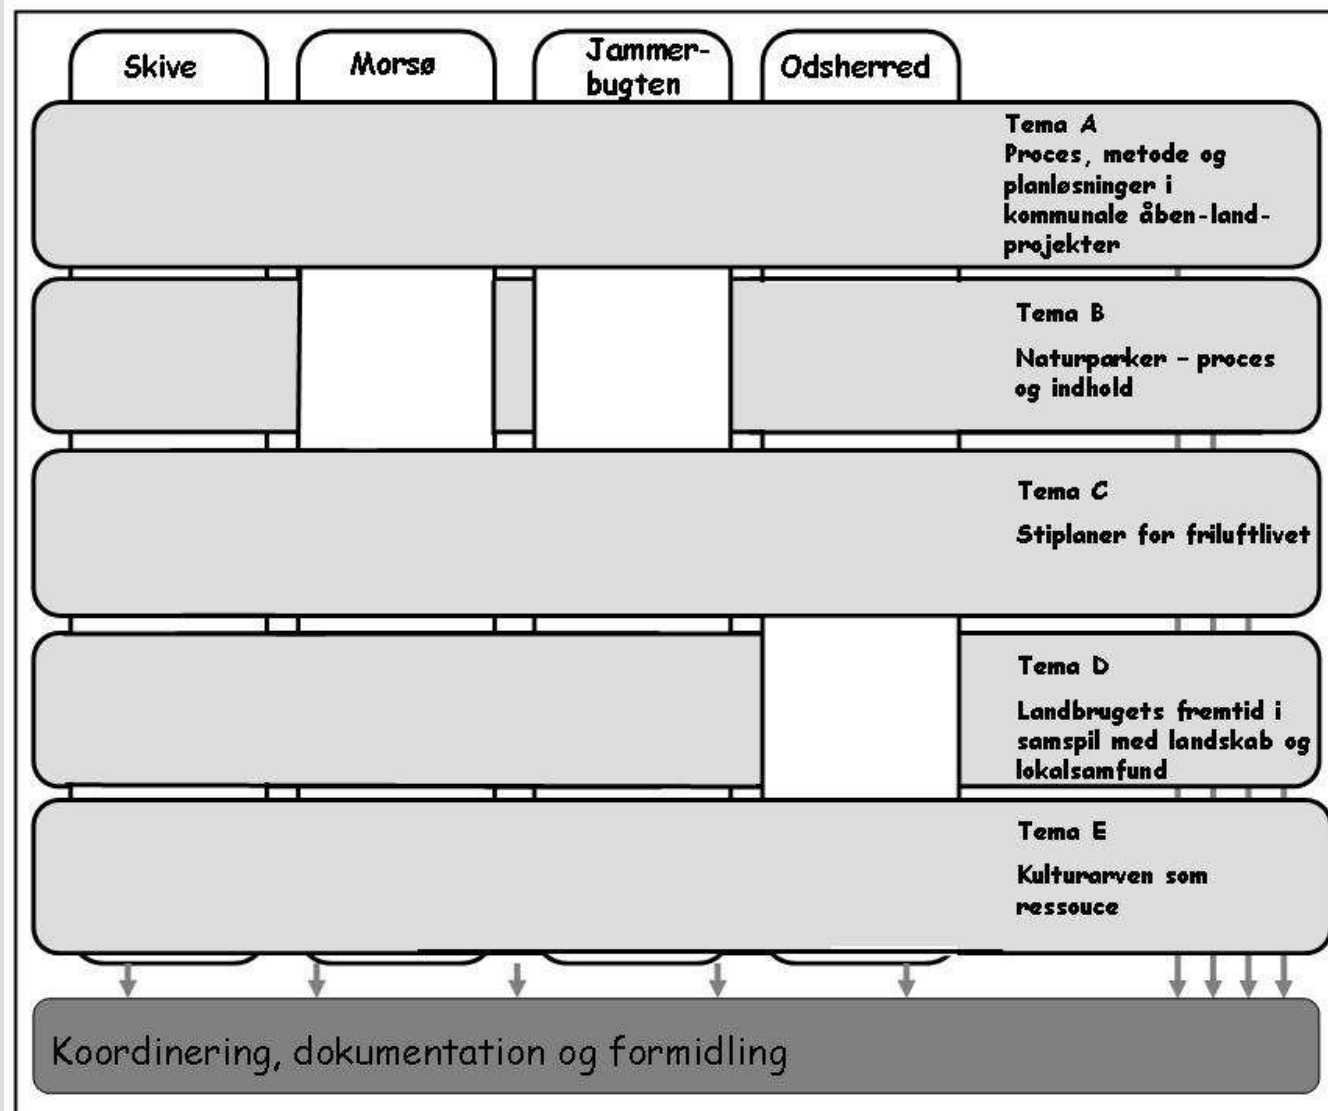 Skive
Morsø
Jammer-
bugten
Odsherred
Tema A
Proces, metode og
planløsninger i
kommunale åben-land-
projekter
Tema B
Naturparker – proces
og indhold
Tema C
Stiplaner for friluftlivet
Tema D
Landbrugets fremtid i
samspil med landskab og
lokalsamfund
Tema E
Kulturarven som
ressouce
Koordinering, dokumentation og formidling